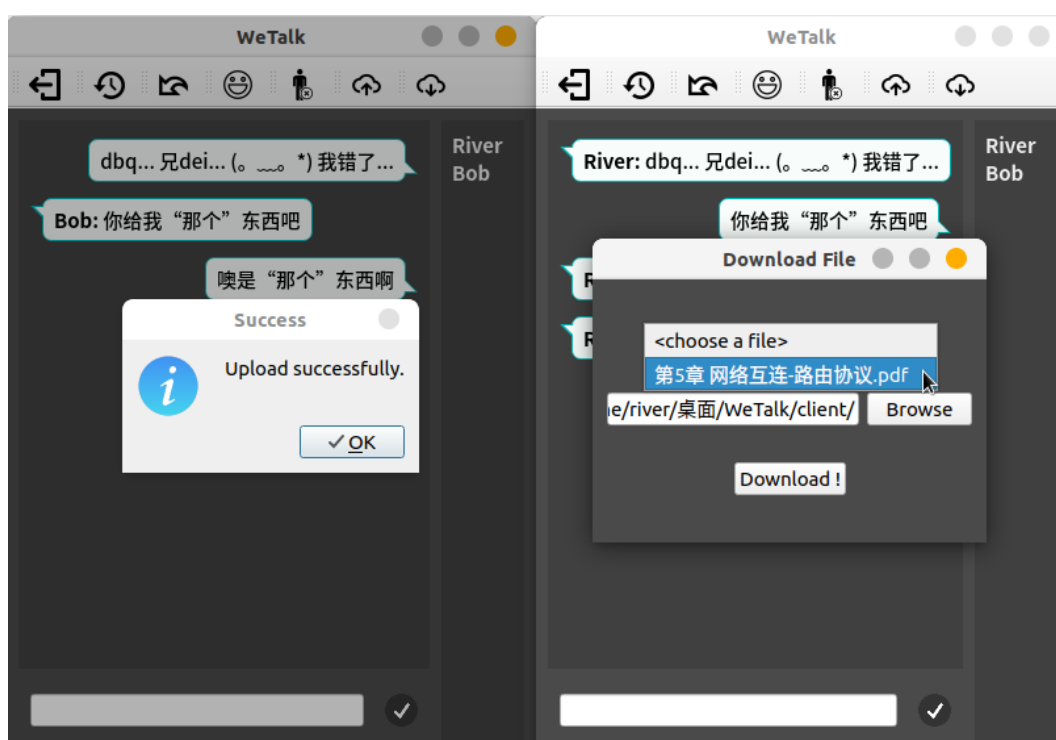 WeTalk
River
Bob
dbq... 兄dei... (。﹏。*) 我错了...
Bob: 你给我“那个”东西吧
噢是“那个”东西啊
Success
Upload successfully.
OK
WeTalk
River
Bob
River: dbq... 兄dei... (。﹏。*) 我错了...
你给我“那个”东西吧
Download File
<choose a file>
第5章 网络互连-路由协议.pdf
e/river/桌面/WeTalk/client/
Browse
Download !